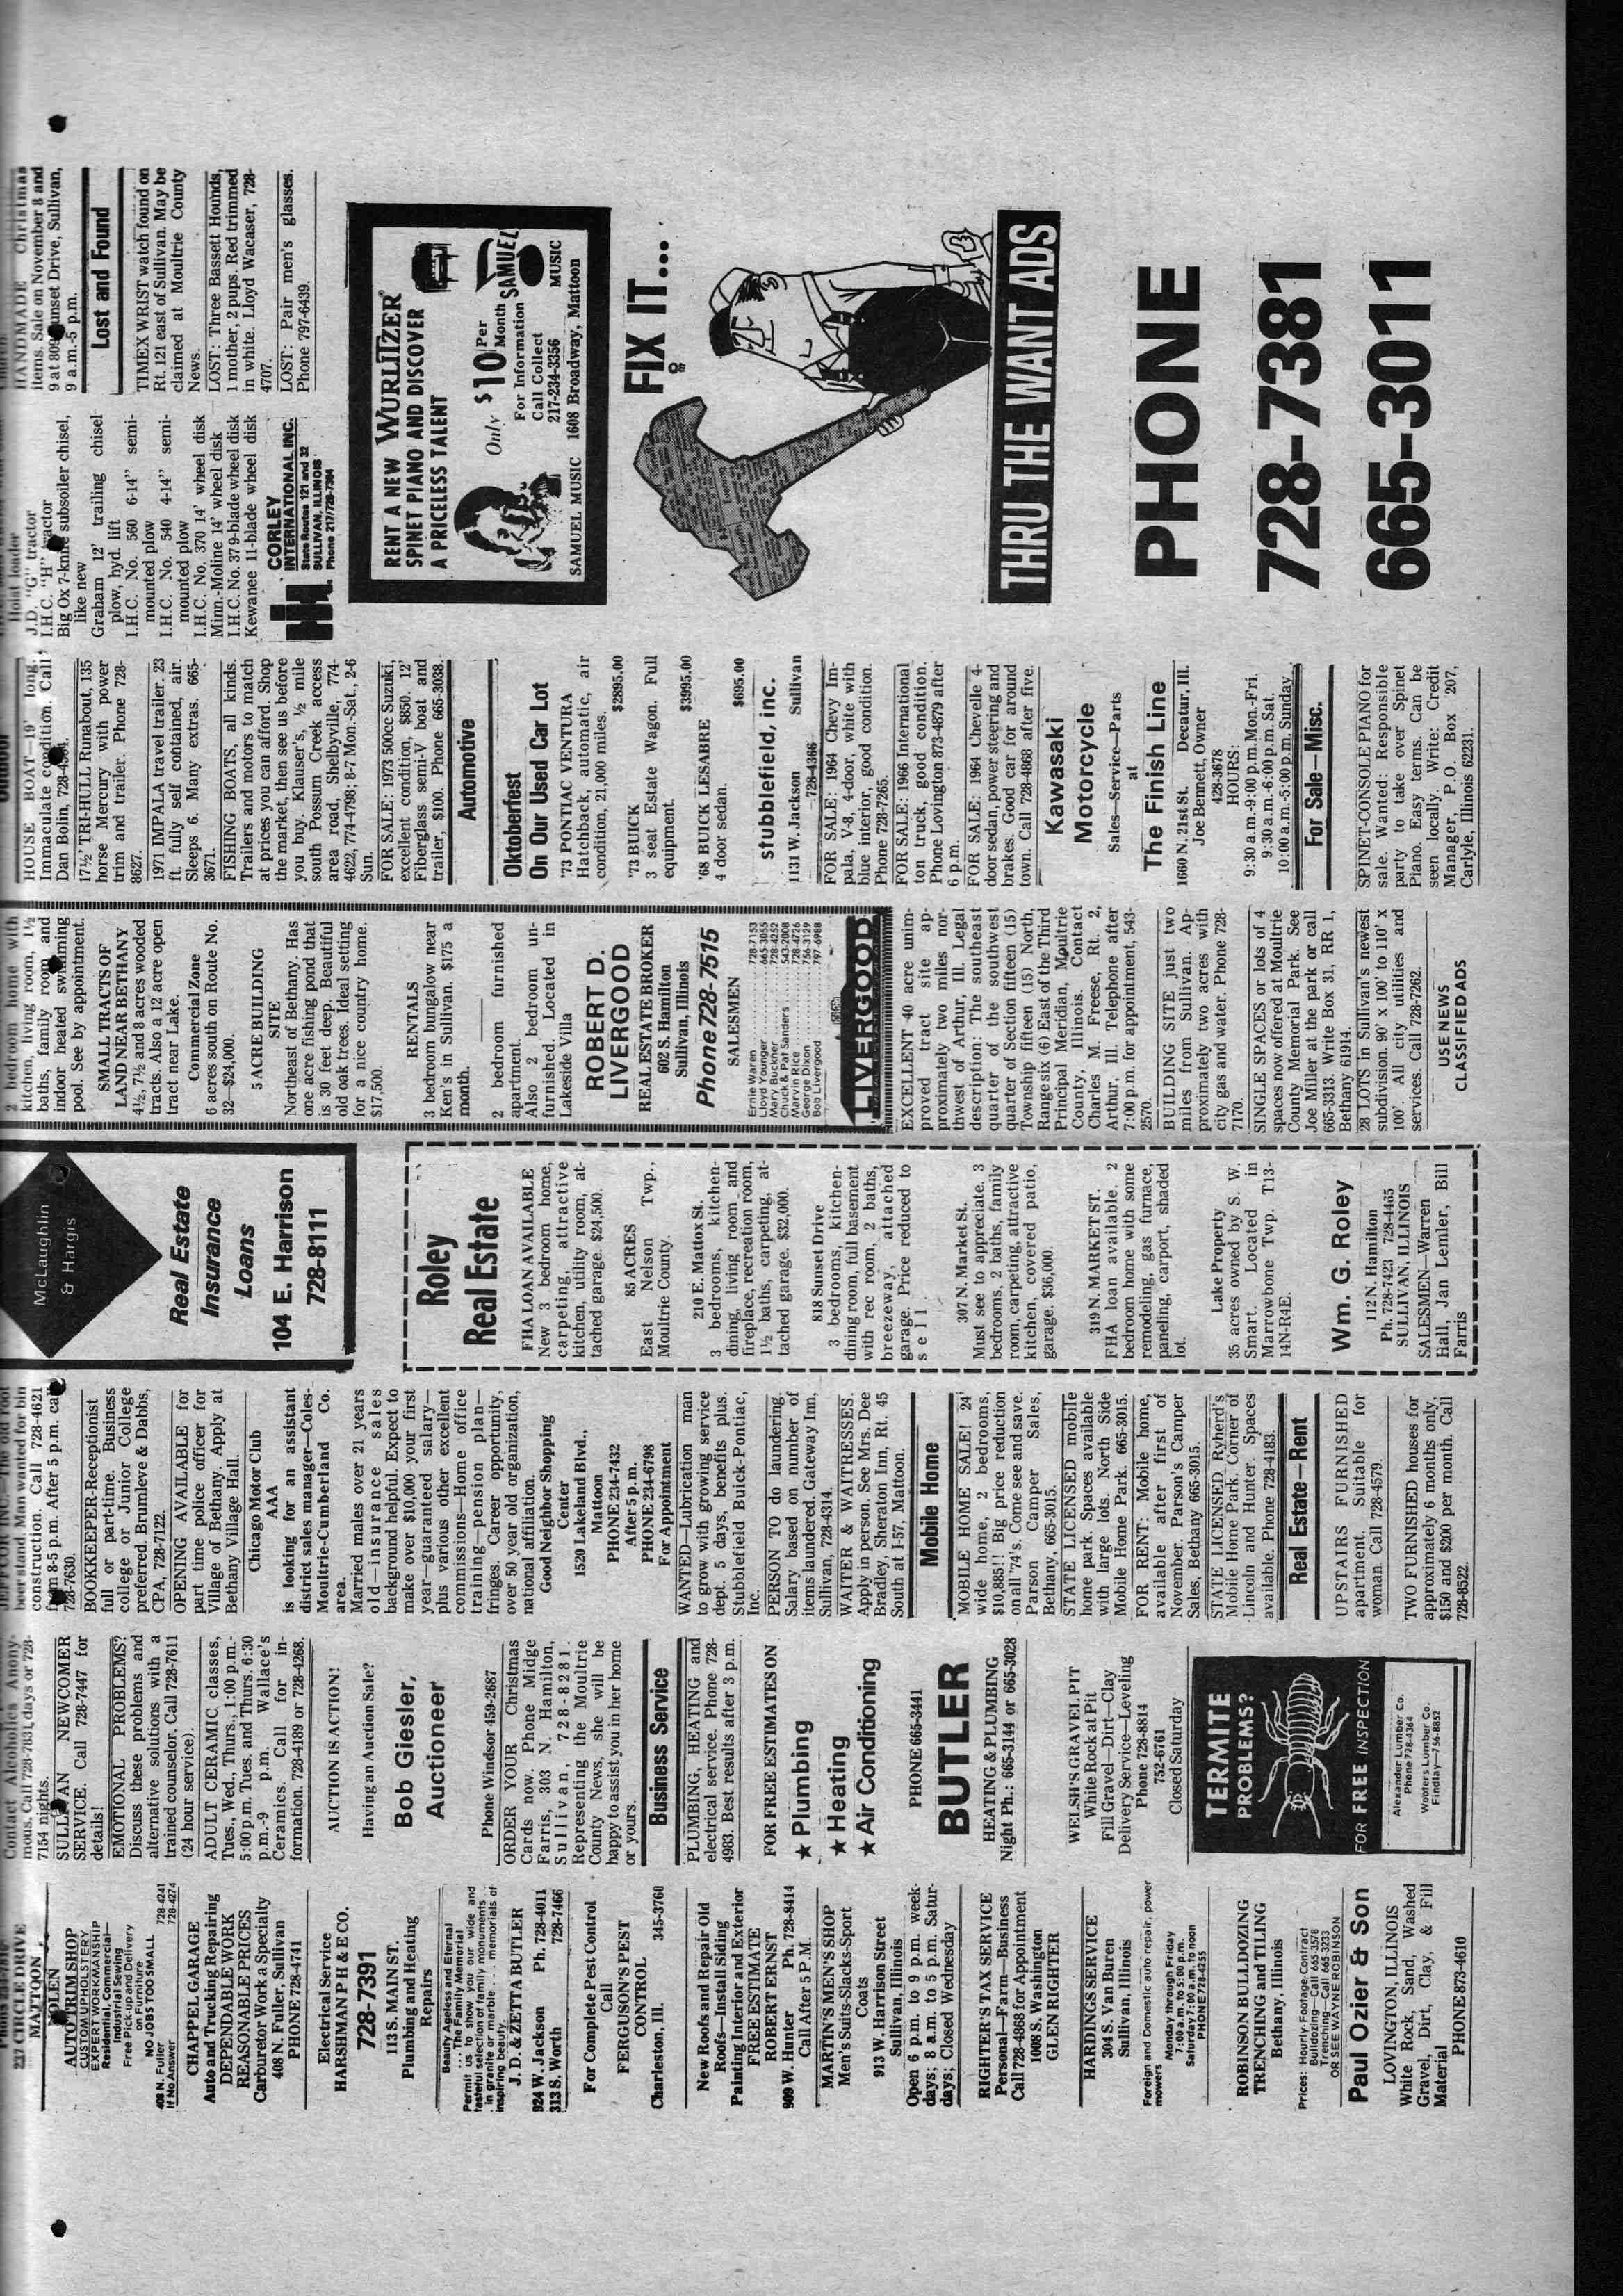 237 CIRCLE DRIVE
MATTOON
AUTO TRIM SHOP
CUSTOM UPHOLSTERY
EXPERT WORKMANSHIP
Residential, Commercial—
Industrial Sewing
Free Pick-up and Delivery
on Furniture
NO JOBS TOO SMALL
408 N. Fuller 728-4241
If No Answer 728-4274
CHAPPEL GARAGE
Auto and Trucking Repairing
DEPENDABLE WORK
REASONABLE PRICES
Carburetor Work a Specialty
408 N. Fuller, Sullivan
PHONE 728-4741
Electrical Service
HARSHMAN P H & E CO.
728-7391
113 S. MAIN ST.
Plumbing and Heating
Repairs
Beauty Ageless and Eternal
. . . . The Family Memorial
Permit us to show you our wide and
tasteful selection of family monuments
in granite or marble . . . memorials of
inspiring beauty.
J. D. & ZETTA BUTLER
924 W. Jackson Ph. 728-4011
313 S. Worth 728-7466
For Complete Pest Control
Call
FERGUSON'S PEST
CONTROL
Charleston, Ill. 345-3760
New Roofs and Repair Old
Roofs—Install Siding
Painting Interior and Exterior
FREE ESTIMATE
ROBERT ERNST
909 W. Hunter Ph. 728-8414
Call After 5 P.M.
MARTIN'S MEN'S SHOP
Men's Suits-Slacks-Sport
Coats
913 W. Harrison Street
Sullivan, Illinois
Open 6 p.m. to 9 p.m. week-
days; 8 a.m. to 5 p.m. Satur-
days; Closed Wednesday
RIGHTER'S TAX SERVICE
Personal—Farm—Business
Call 728-4868 for Appointment
1008 S. Washington
GLEN RIGHTER
HARDING SERVICE
304 S. Van Buren
Sullivan, Illinois
Foreign and Domestic auto repair, power
mowers
Monday through Friday
7:00 a.m. to 5:00 p.m.
Saturday 7:00 a.m. to noon
PHONE 728-4255
ROBINSON BULLDOZING
TRENCHING and TILING
Bethany, Illinois
Prices: Hourly-Footage-Contract
Bulldozing—Call 665-3578
Trenching—Call 665-3233
OR SEE WAYNE ROBINSON
Paul Ozier & Son
LOVINGTON, ILLINOIS
White Rock, Sand, Washed
Gravel, Dirt, Clay, & Fill
Material
PHONE 873-4610
Contact Alcoholics Anony-
mous. Call 728-7831 days or 728-
7154 nights.
NEWCOMER
SERVICE. Call 728-7447 for
details!
EMOTIONAL PROBLEMS?
Discuss these problems and
alternative solutions with a
trained counselor. Call 728-7611
(24 hour service).
ADULT CERAMIC classes,
Tues., Wed., Thurs., 1:00 p.m.-
5:00 p.m. Tues. and Thurs. 6:30
p.m.-9 p.m. Wallace's
Ceramics. Call for in-
formation. 728-4189 or 728-4268.
AUCTION IS ACTION!
Having an Auction Sale?
Bob Giesler,
Auctioneer
Phone Windsor 459-2687
ORDER YOUR Christmas
Cards now. Phone Midge
Farris, 303 N. Hamilton,
Sullivan, 728-8281.
Representing the Moultrie
County News, she will be
happy to assist you in her home
or yours.
Business Service
PLUMBING, HEATING and
electrical service. Phone 728-
4983. Best results after 3 p.m.
FOR FREE ESTIMATES ON
★ Plumbing
★ Heating
★ Air Conditioning
PHONE 665-3441
BUTLER
HEATING & PLUMBING
Night Ph.: 665-3144 or 665-3028
WELSH'S GRAVEL PIT
White Rock at Pit
Fill Gravel—Dirt—Clay
Delivery Service—Leveling
Phone 728-8814
752-6761
Closed Saturday
TERMITE
PROBLEMS?
FOR FREE INSPECTION
Alexander Lumber Co.
Phone 728-4364
Wooters Lumber Co.
Findlay—756-8852
beer stand. Man wanted for bin
construction. Call 728-4621
from 8-5 p.m. After 5 p.m. call
728-7630.
BOOKKEEPER-Receptionist
full or part-time. Business
college or Junior College
preferred. Brumleve & Dabbs,
CPA, 728-7122.
OPENING AVAILABLE for
part time police officer for
Village of Bethany. Apply at
Bethany Village Hall.
Chicago Motor Club
AAA
is looking for an assistant
district sales manager—Coles-
Moultrie-Cumberland Co.
area.
Married males over 21 years
old—insurance sales
background helpful. Expect to
make over $10,000 your first
year—guaranteed salary—
plus various other excellent
commissions—Home office
training—pension plan—
fringes. Career opportunity,
over 50 year old organization,
national affiliation.
Good Neighbor Shopping
Center
1520 Lakeland Blvd.,
Mattoon
PHONE 234-7432
After 5 p.m.
PHONE 234-6798
For Appointment
WANTED—Lubrication man
to grow with growing service
dept. 5 days, benefits plus.
Stubblefield Buick-Pontiac,
Inc.
PERSON TO do laundering.
Salary based on number of
items laundered. Gateway Inn,
Sullivan, 728-4314.
WAITER & WAITRESSES.
Apply in person. See Mrs. Dee
Bradley, Sheraton Inn, Rt. 45
South at I-57, Mattoon.
Mobile Home
MOBILE HOME SALE! 24'
wide home, 2 bedrooms,
$10,885!! Big price reduction
on all '74's. Come see and save.
Parson Camper Sales,
Bethany, 665-3015.
STATE LICENSED mobile
home park. Spaces available
with large lots. North Side
Mobile Home Park. 665-3015.
FOR RENT: Mobile home,
available after first of
November. Parson's Camper
Sales, Bethany 665-3015.
STATE LICENSED Ryherd's
Mobile Home Park. Corner of
Lincoln and Hunter. Spaces
available. Phone 728-4183.
Real Estate—Rent
UPSTAIRS FURNISHED
apartment. Suitable for
woman. Call 728-4579.
TWO FURNISHED houses for
approximately 6 months only,
$150 and $200 per month. Call
728-8522.
McLaughlin
& Hargis
Real Estate
Insurance
Loans
104 E. Harrison
728-8111
Roley
Real Estate
FHA LOAN AVAILABLE
New 3 bedroom home,
carpeting, attractive
kitchen, utility room, at-
tached garage. $24,500.
85 ACRES
East Nelson Twp.,
Moultrie County.
210 E. Mattox St.
3 bedrooms, kitchen-
dining, living room and
fireplace, recreation room,
1½ baths, carpeting, at-
tached garage. $32,000.
818 Sunset Drive
3 bedrooms, kitchen-
dining room, full basement
with rec room, 2 baths,
breezeway, attached
garage. Price reduced to
sell.
307 N. Market St.
Must see to appreciate. 3
bedrooms, 2 baths, family
room, carpeting, attractive
kitchen, covered patio,
garage. $36,000.
319 N. MARKET ST.
FHA loan available. 2
bedroom home with some
remodeling, gas furnace,
paneling, carport, shaded
lot.
Lake Property
35 acres owned by S. W.
Smart. Located in
Marrowbone Twp. T13-
14N-R4E.
Wm. G. Roley
112 N. Hamilton
Ph. 728-7423 728-4465
SULLIVAN, ILLINOIS
SALESMEN—Warren
Hall, Jan Lemler, Bill
Farris
2 bedroom home with
kitchen, living room, 1½
baths, family room and
indoor heated swimming
pool. See by appointment.
SMALL TRACTS OF
LAND NEAR BETHANY
4½, 7½ and 8 acres wooded
tracts. Also a 12 acre open
tract near Lake.
Commercial Zone
6 acres south on Route No.
32—$24,000.
5 ACRE BUILDING
SITE
Northeast of Bethany. Has
one acre fishing pond that
is 30 feet deep. Beautiful
old oak trees. Ideal setting
for a nice country home.
$17,500.
RENTALS
3 bedroom bungalow near
Ken's in Sullivan. $175 a
month.
2 bedroom furnished
apartment.
Also 2 bedroom un-
furnished. Located in
Lakeside Villa
ROBERT D.
LIVERGOOD
REAL ESTATE BROKER
602 S. Hamilton
Sullivan, Illinois
Phone 728-7515
SALESMEN
Ernie Warren 728-7153
Lloyd Younger 665-3055
Mary Buckner 728-4252
Chuck & Pat Sanders 543-2008
Marvin Rice 728-4726
George Dixon 756-3129
Bob Livergood 797-6988
LIVERGOOD
EXCELLENT 40 acre unim-
proved tract site ap-
proximately two miles nor-
thwest of Arthur, Ill. Legal
description: The southeast
quarter of the southwest
quarter of Section fifteen (15)
Township fifteen (15) North,
Range six (6) East of the Third
Principal Meridian, Moultrie
County, Illinois. Contact
Charles M. Freese, Rt. 2,
Arthur, Ill. Telephone after
7:00 p.m. for appointment, 543-
2570.
BUILDING SITE just two
miles from Sullivan. Ap-
proximately two acres with
city gas and water. Phone 728-
7170.
SINGLE SPACES or lots of 4
spaces now offered at Moultrie
County Memorial Park. See
Joe Miller at the park or call
665-3313. Write Box 31, RR 1,
Bethany 61914.
28 LOTS in Sullivan's newest
subdivision. 90' x 100' to 110' x
100'. All city utilities and
services. Call 728-7262.
USE NEWS
CLASSIFIED ADS
HOUSE BOAT—19' long.
Immaculate condition. Call
Dan Bolin,
17½' TRI-HULL Runabout, 135
horse Mercury with power
trim and trailer. Phone 728-
8627.
1971 IMPALA travel trailer. 23
ft. fully self contained, air.
Sleeps 6. Many extras. 665-
3671.
FISHING BOATS, all kinds.
Trailers and motors to match
at prices you can afford. Shop
the market, then see us before
you buy. Klauser's, ½ mile
south Possum Creek access
area road, Shelbyville, 774-
4622, 774-4798; 8-7 Mon.-Sat., 2-6
Sun.
FOR SALE: 1973 500cc Suzuki,
excellent condition, $850. 12'
Fiberglass semi-V boat and
trailer, $100. Phone 665-3038.
Automotive
Oktoberfest
On Our Used Car Lot
'73 PONTIAC VENTURA
Hatchback, automatic, air
condition, 21,000 miles.
$2895.00
'73 BUICK
3 seat Estate Wagon. Full
equipment.
$3995.00
'68 BUICK LESABRE
4 door sedan.
$695.00
stubblefield, inc.
1131 W. Jackson Sullivan
728-4366
FOR SALE: 1964 Chevy Im-
pala, V-8, 4-door, white with
blue interior, good condition.
Phone 728-7265.
FOR SALE: 1966 International
ton truck, good condition.
Phone Lovington 873-4879 after
6 p.m.
FOR SALE: 1964 Chevelle 4-
door sedan, power steering and
brakes. Good car for around
town. Call 728-4868 after five.
Kawasaki
Motorcycle
Sales—Service—Parts
at
The Finish Line
1660 N. 21st St. Decatur, Ill.
Joe Bennett, Owner
428-3678
HOURS:
9:30 a.m.-9:00 p.m. Mon.-Fri.
9:30 a.m.-6:00 p.m. Sat.
10:00 a.m.-5:00 p.m. Sunday
For Sale—Misc.
SPINET-CONSOLE PIANO for
sale. Wanted: Responsible
party to take over Spinet
Piano. Easy terms. Can be
seen locally. Write: Credit
Manager, P.O. Box 207,
Carlyle, Illinois 62231.
Hoist loader
J.D. "G" tractor
I.H.C. "H" tractor
Big Ox 7-knife subsoiler chisel,
like new
Graham 12' trailing chisel
plow, hyd. lift
I.H.C. No. 560 6-14" semi-
mounted plow
I.H.C. No. 540 4-14" semi-
mounted plow
I.H.C. No. 370 14' wheel disk
Minn.-Moline 14' wheel disk
I.H.C. No. 37 9-blade wheel disk
Kewanee 11-blade wheel disk
CORLEY
INTERNATIONAL INC.
State Routes 121 and 32
SULLIVAN, ILLINOIS
Phone 217/728-7384
HANDMADE Christmas
items. Sale on November 8 and
9 at 809 Sunset Drive, Sullivan,
9 a.m.-5 p.m.
Lost and Found
TIMEX WRIST watch found on
Rt. 121 east of Sullivan. May be
claimed at Moultrie County
News.
LOST: Three Bassett Hounds,
1 mother, 2 pups. Red trimmed
in white. Lloyd Wacaser, 728-
4707.
LOST: Pair men's glasses.
Phone 797-6439.
RENT A NEW WURLITZER
SPINET PIANO AND DISCOVER
A PRICELESS TALENT
Only $10 Per
Month
For Information
Call Collect
217-234-3356
SAMUEL
MUSIC
SAMUEL MUSIC 1608 Broadway, Mattoon
FIX IT...
OR
THRU THE WANT ADS
PHONE
728-7381
665-3011